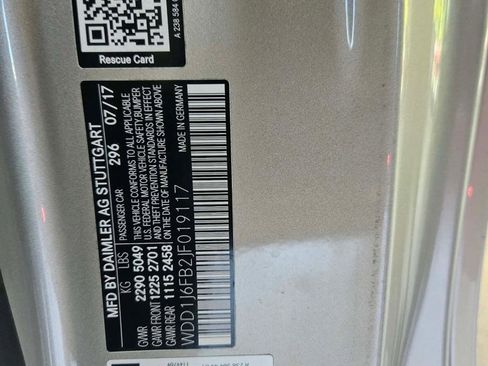 Rescue Card
A 238 584
MFD BY DAIMLER AG STUTTGART
PASSENGER CAR 296 07/17
KG LBS
GVWR 2290 5049
GAWR FRONT 1225 2701
GAWR REAR 1115 2458
THIS VEHICLE CONFORMS TO ALL APPLICABLE
U.S. FEDERAL MOTOR VEHICLE SAFETY, BUMPER
AND THEFT PREVENTION STANDARDS IN EFFECT
ON THE DATE OF MANUFACTURE SHOWN ABOVE
MADE IN GERMANY
WDD1J6FB2JF019117